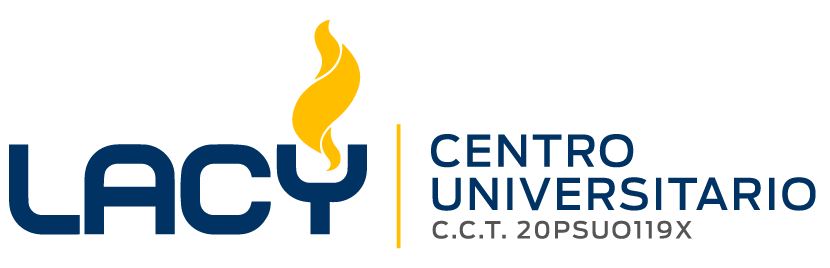 LACY
CENTRO
UNIVERSITARIO
C.C.T. 20PSUO119X